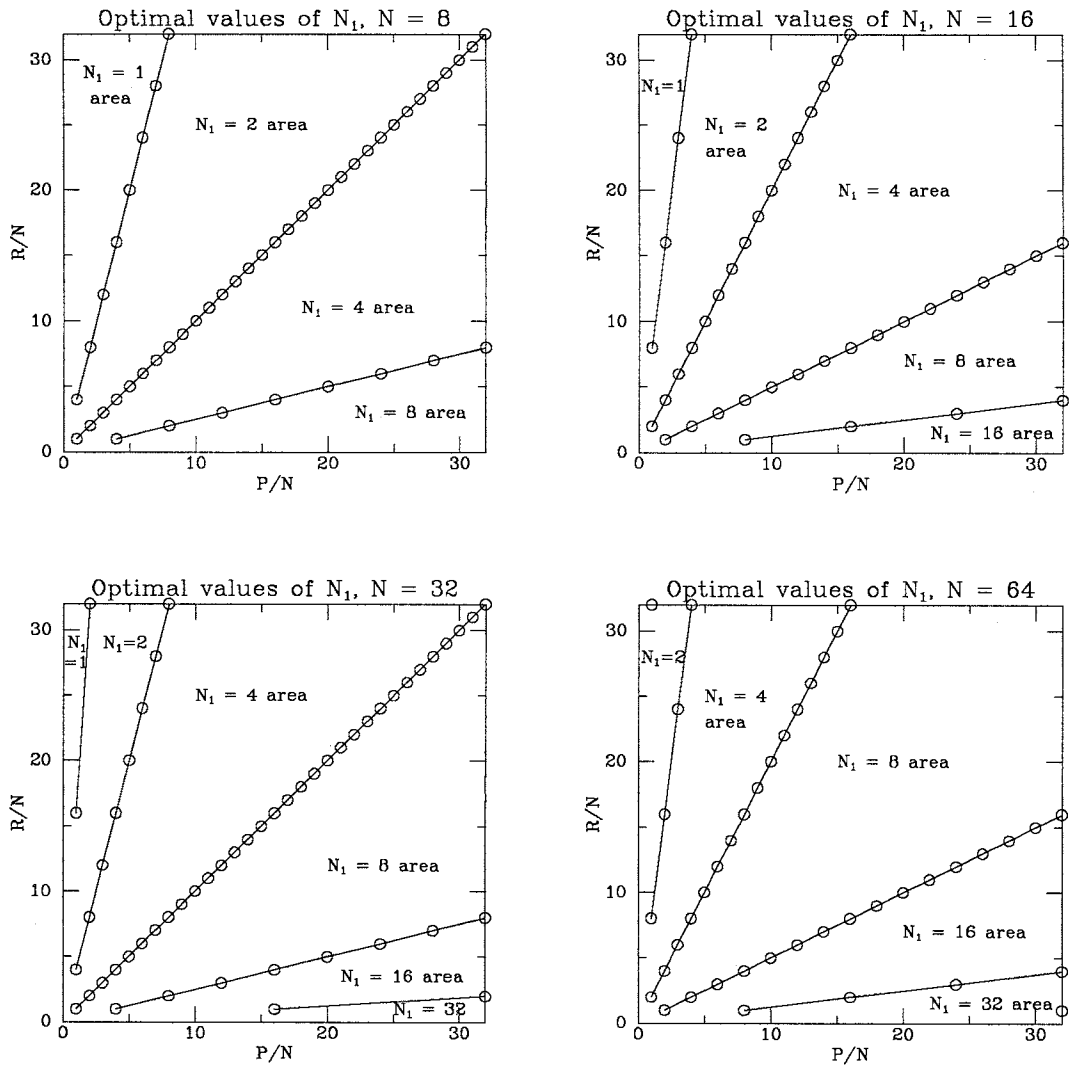 Optimal values of N₁, N = 8
30
N₁ = 1
area
N₁ = 2 area
20
R/N
N₁ = 4 area
10
N₁ = 8 area
0
0 10 20 30
P/N
Optimal values of N₁, N = 16
30
N₁=1
N₁ = 2
area
20
N₁ = 4 area
R/N
10
N₁ = 8 area
N₁ = 16 area
0
0 10 20 30
P/N
Optimal values of N₁, N = 32
30
N₁
=1
N₁=2
N₁ = 4 area
20
R/N
N₁ = 8 area
10
N₁ = 16 area
N₁ = 32
0
0 10 20 30
P/N
Optimal values of N₁, N = 64
30
N₁=2
N₁ = 4
area
20
N₁ = 8 area
R/N
10
N₁ = 16 area
N₁ = 32 area
0
0 10 20 30
P/N